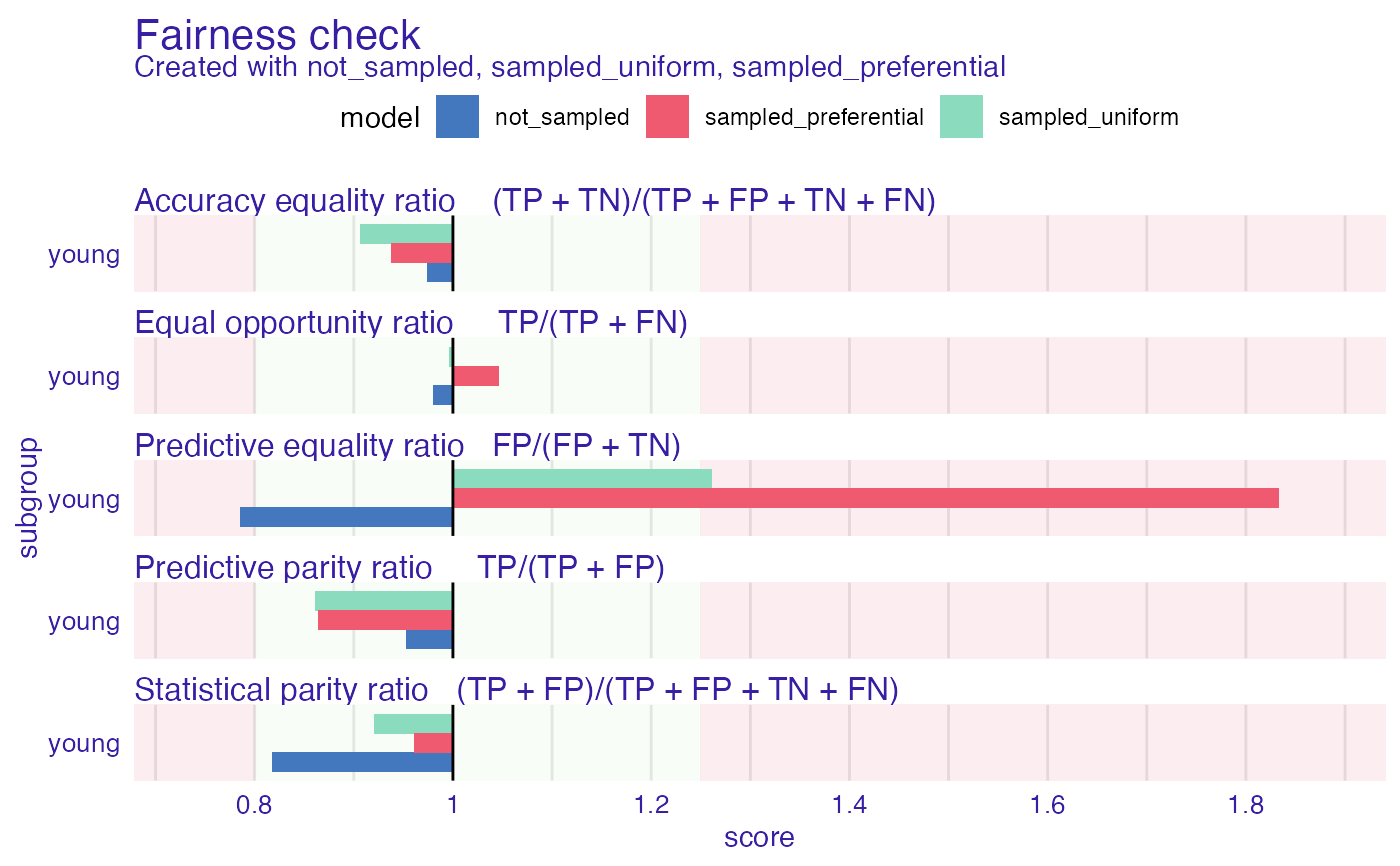 Fairness check
Created with not_sampled, sampled_uniform, sampled_preferential
model not_sampled sampled_preferential sampled_uniform
Accuracy equality ratio (TP + TN)/(TP + FP + TN + FN)
young
Equal opportunity ratio TP/(TP + FN)
young
Predictive equality ratio FP/(FP + TN)
young
Predictive parity ratio TP/(TP + FP)
young
Statistical parity ratio (TP + FP)/(TP + FP + TN + FN)
young
subgroup
0.8 1 1.2 1.4 1.6 1.8
score